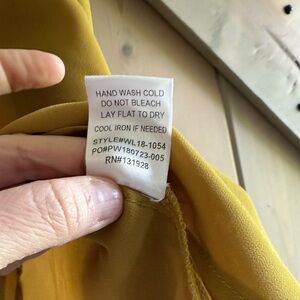 HAND WASH COLD
DO NOT BLEACH
LAY FLAT TO DRY
COOL IRON IF NEEDED
STYLE#WL18-1054
PO#PW180723-005
RN#131928